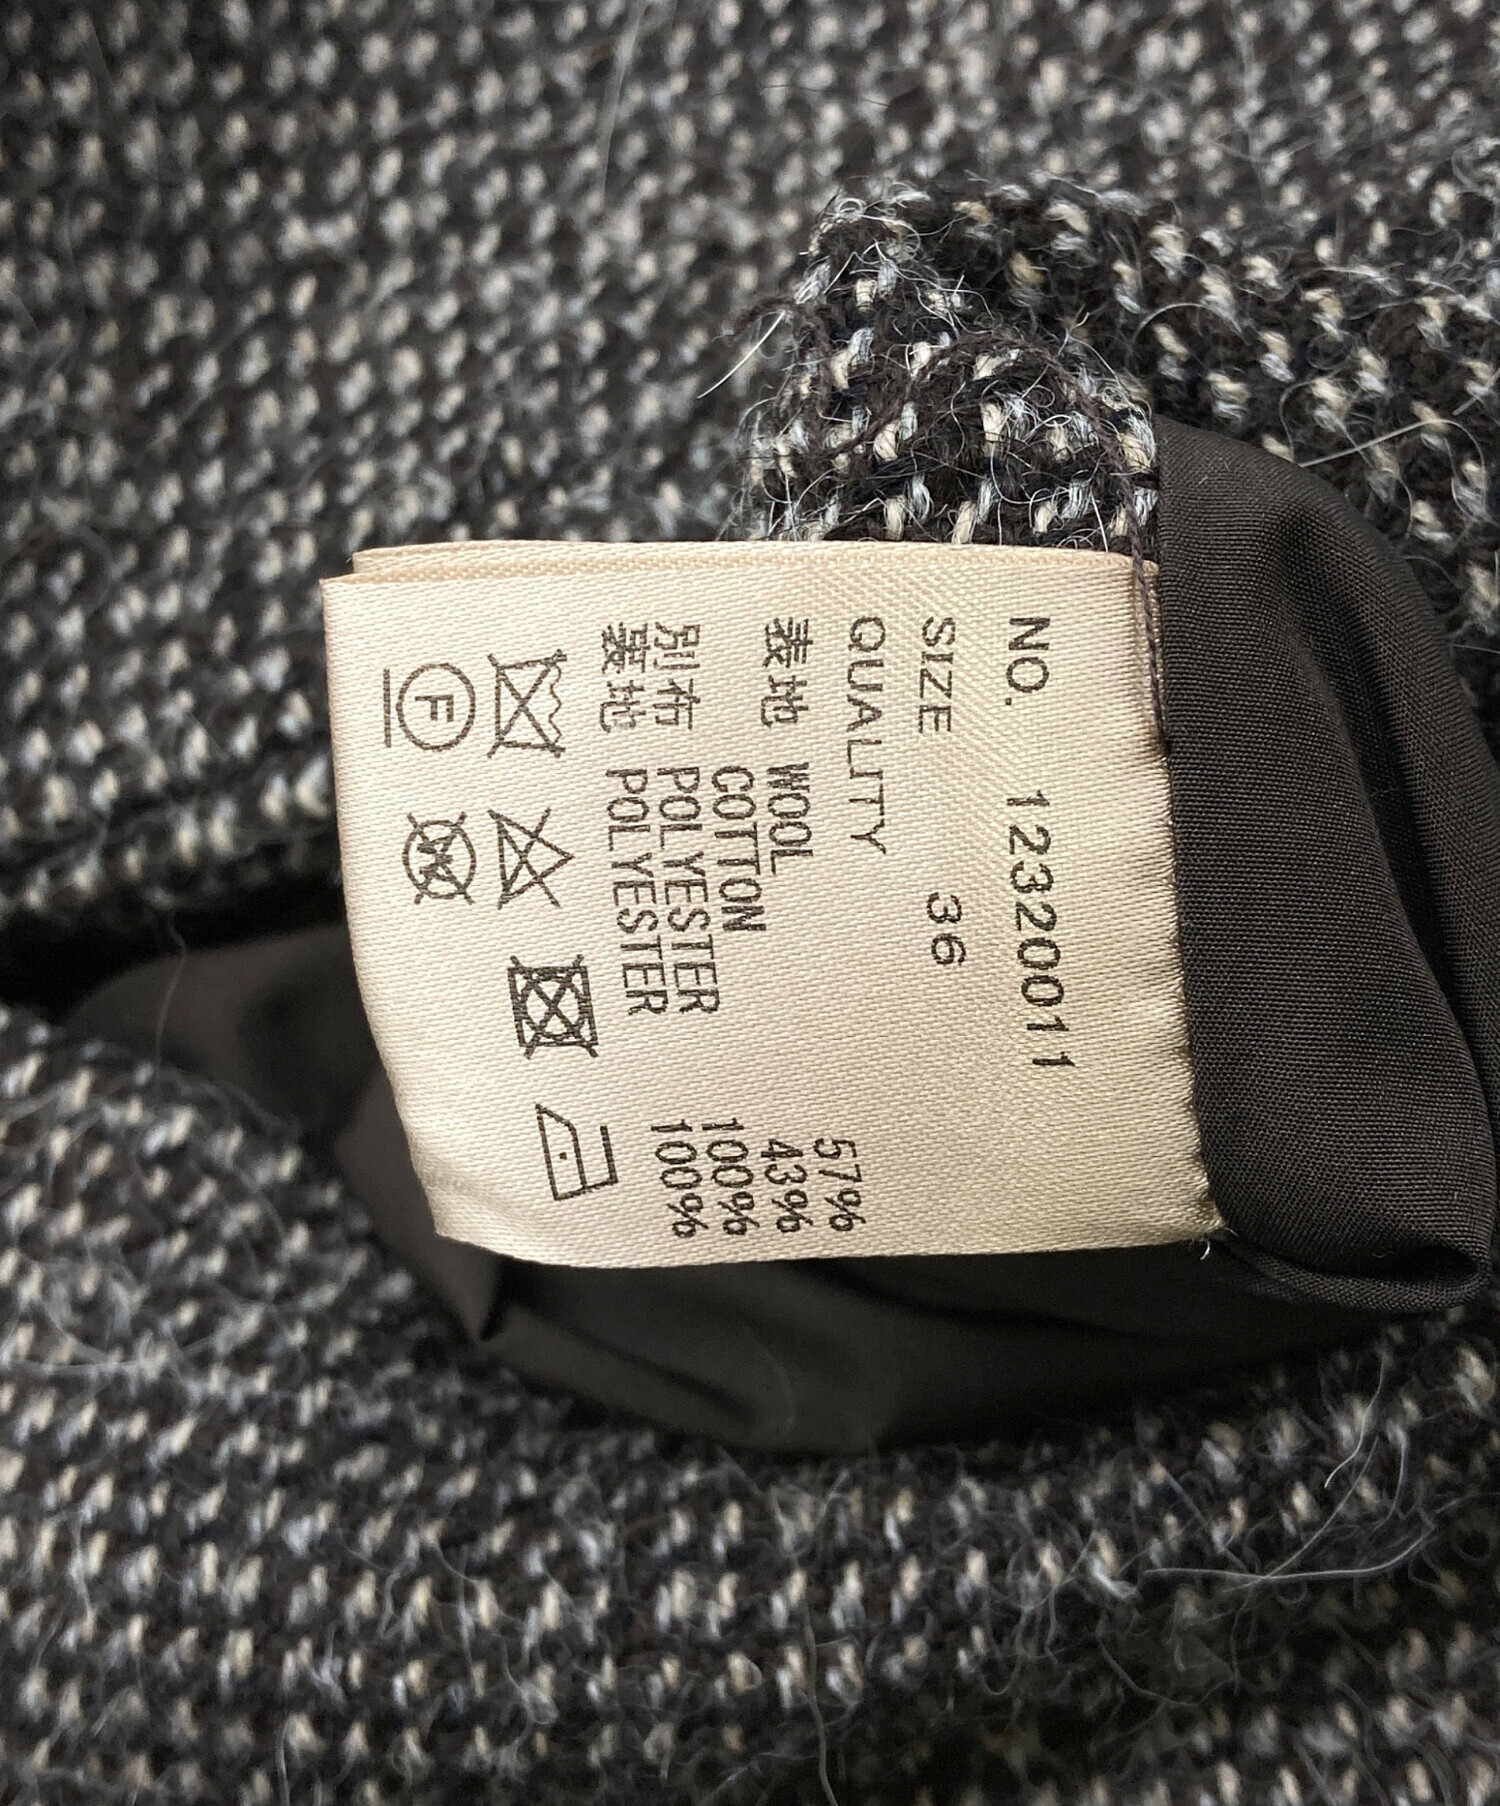 NO. 12320011
SIZE 36
QUALITY
表地 WOOL 57%
COTTON 43%
別布 POLYESTER 100%
裏地 POLYESTER 100%
F
W